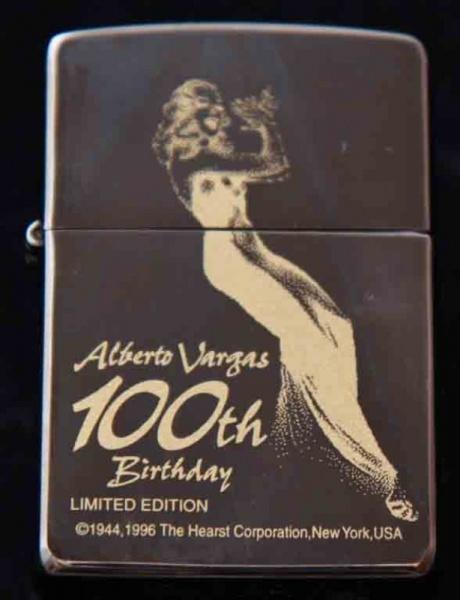 Alberto Vargas
100th
Birthday
LIMITED EDITION
©1944,1996 The Hearst Corporation,New York,USA